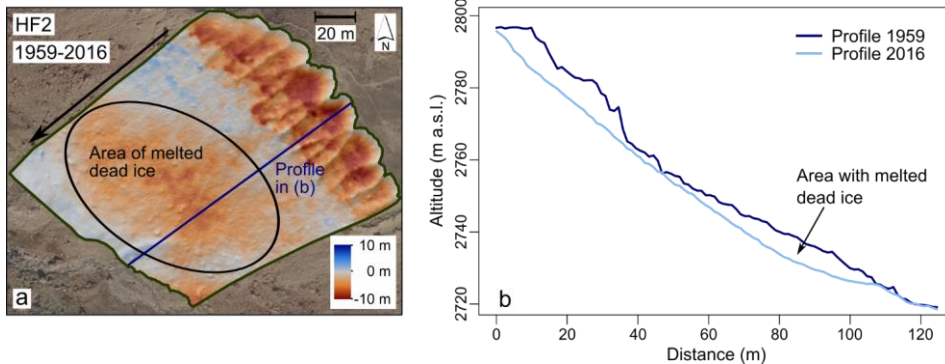 HF2
1959-2016
20 m
N
Area of melted
dead ice
Profile
in (b)
10 m
0 m
-10 m
a
Altitude (m a.s.l.)
2800
2780
2760
2740
2720
Profile 1959
Profile 2016
Area with melted
dead ice
b
0
20
40
60
80
100
120
Distance (m)